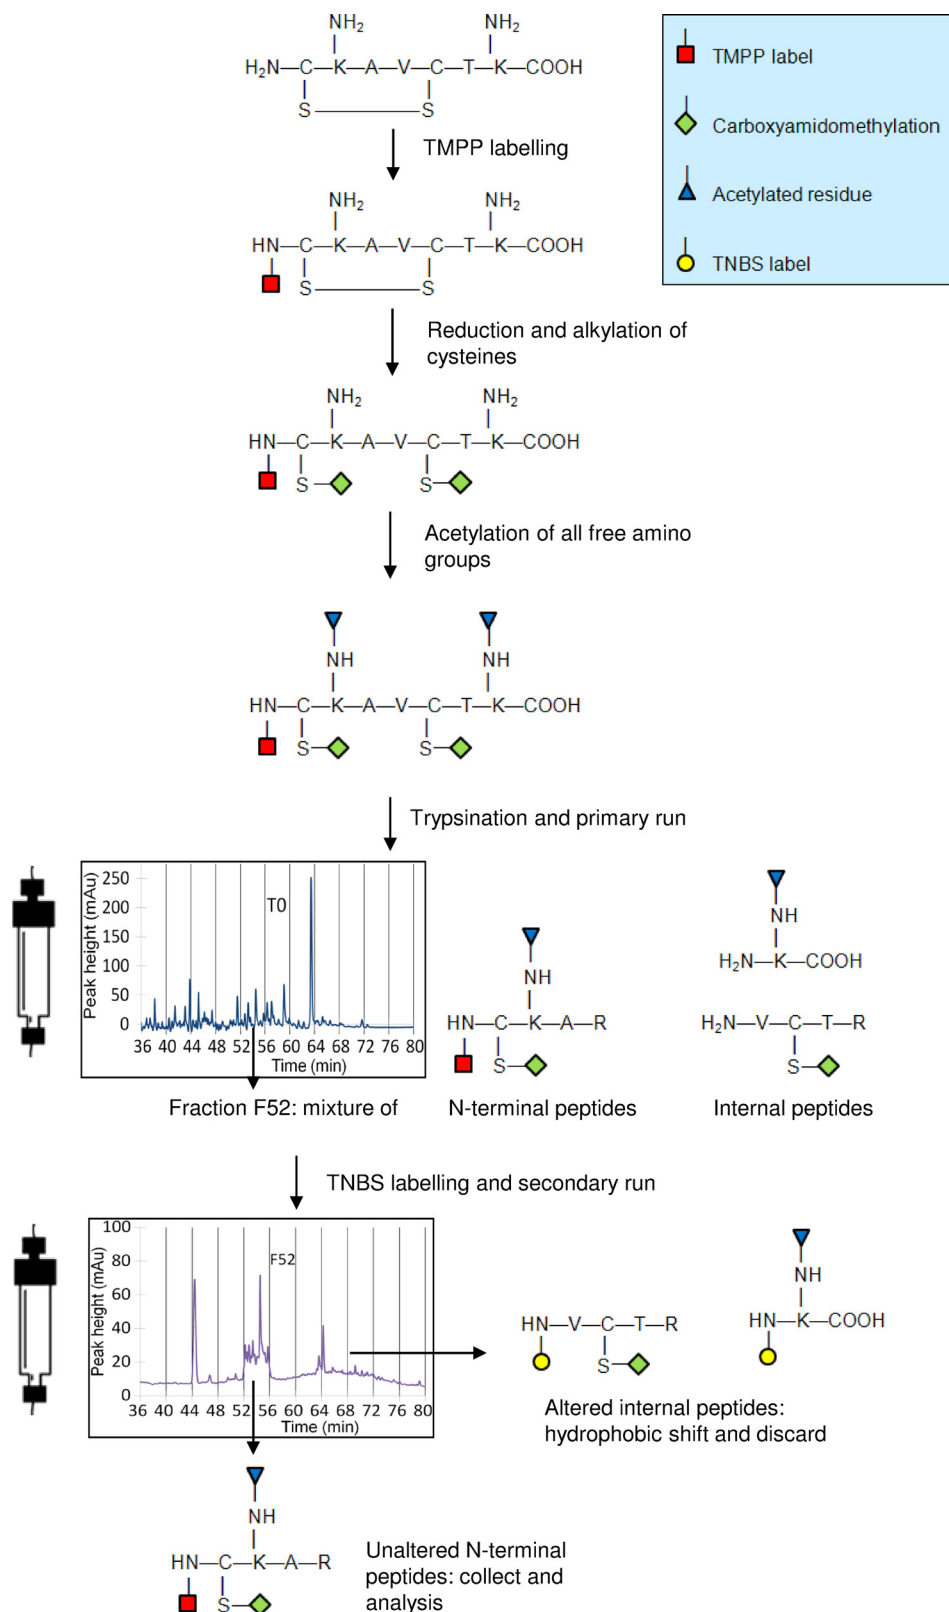 NH2 NH2
H2N—C—K—A—V—C—T—K—COOH
S S
TMPP label
Carboxyamidomethylation
Acetylated residue
TNBS label
TMPP labelling
NH2 NH2
HN—C—K—A—V—C—T—K—COOH
S S
Reduction and alkylation of
cysteines
NH2 NH2
HN—C—K—A—V—C—T—K—COOH
S S
Acetylation of all free amino
groups
NH NH
HN—C—K—A—V—C—T—K—COOH
S S
Trypsination and primary run
Peak height (mAu)
250
200
150
100
50
0
T0
36 40 44 48 52 56 60 64 68 72 76 80
Time (min)
NH
HN—C—K—A—R
S
NH
H2N—K—COOH
H2N—V—C—T—R
S
Fraction F52: mixture of
N-terminal peptides
Internal peptides
TNBS labelling and secondary run
Peak height (mAu)
100
80
60
40
20
0
F52
36 40 44 48 52 56 60 64 68 72 76 80
Time (min)
HN—V—C—T—R
S
NH
HN—K—COOH
Altered internal peptides:
hydrophobic shift and discard
NH
HN—C—K—A—R
S
Unaltered N-terminal
peptides: collect and
analysis